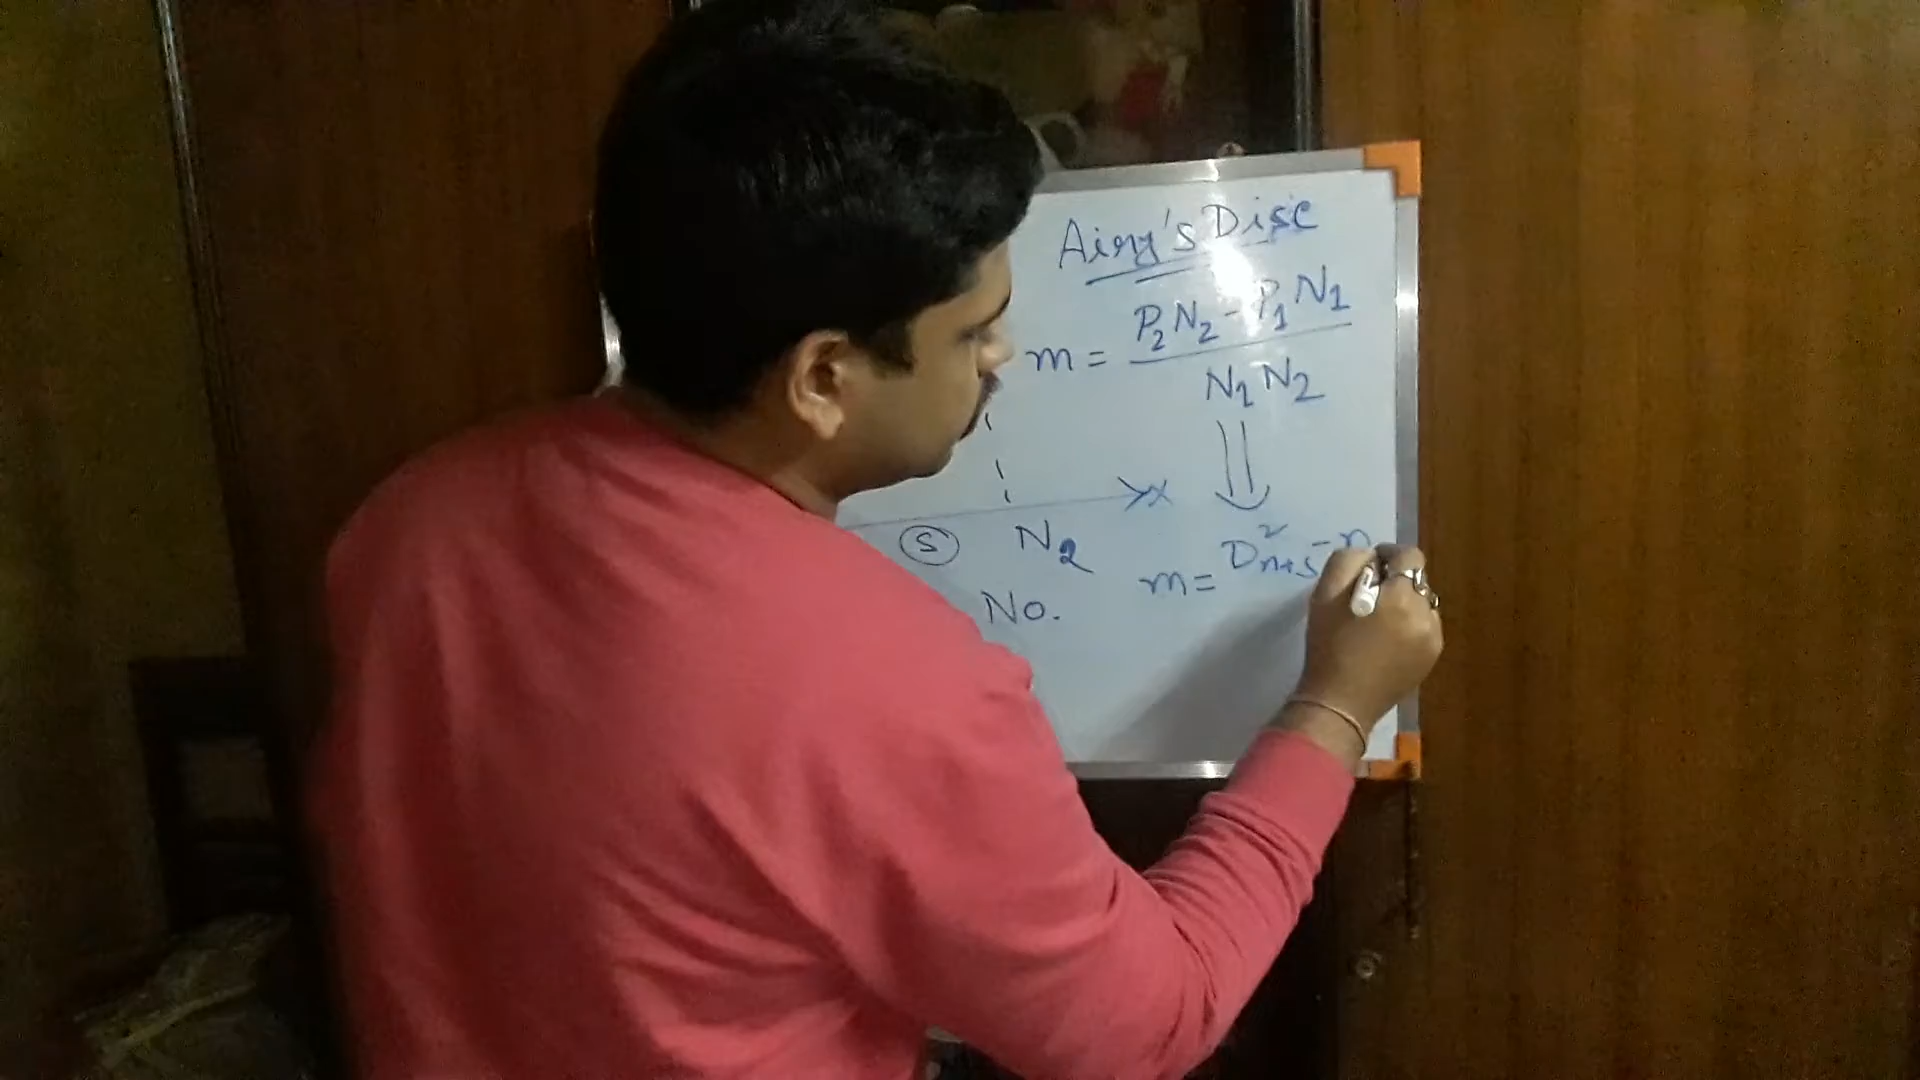 Airy's Disc
m = P₂N₂ - P₁N₁ / N₁N₂
x
Ⓢ N₂
No.
m = D²ₙ₊ₛ - n